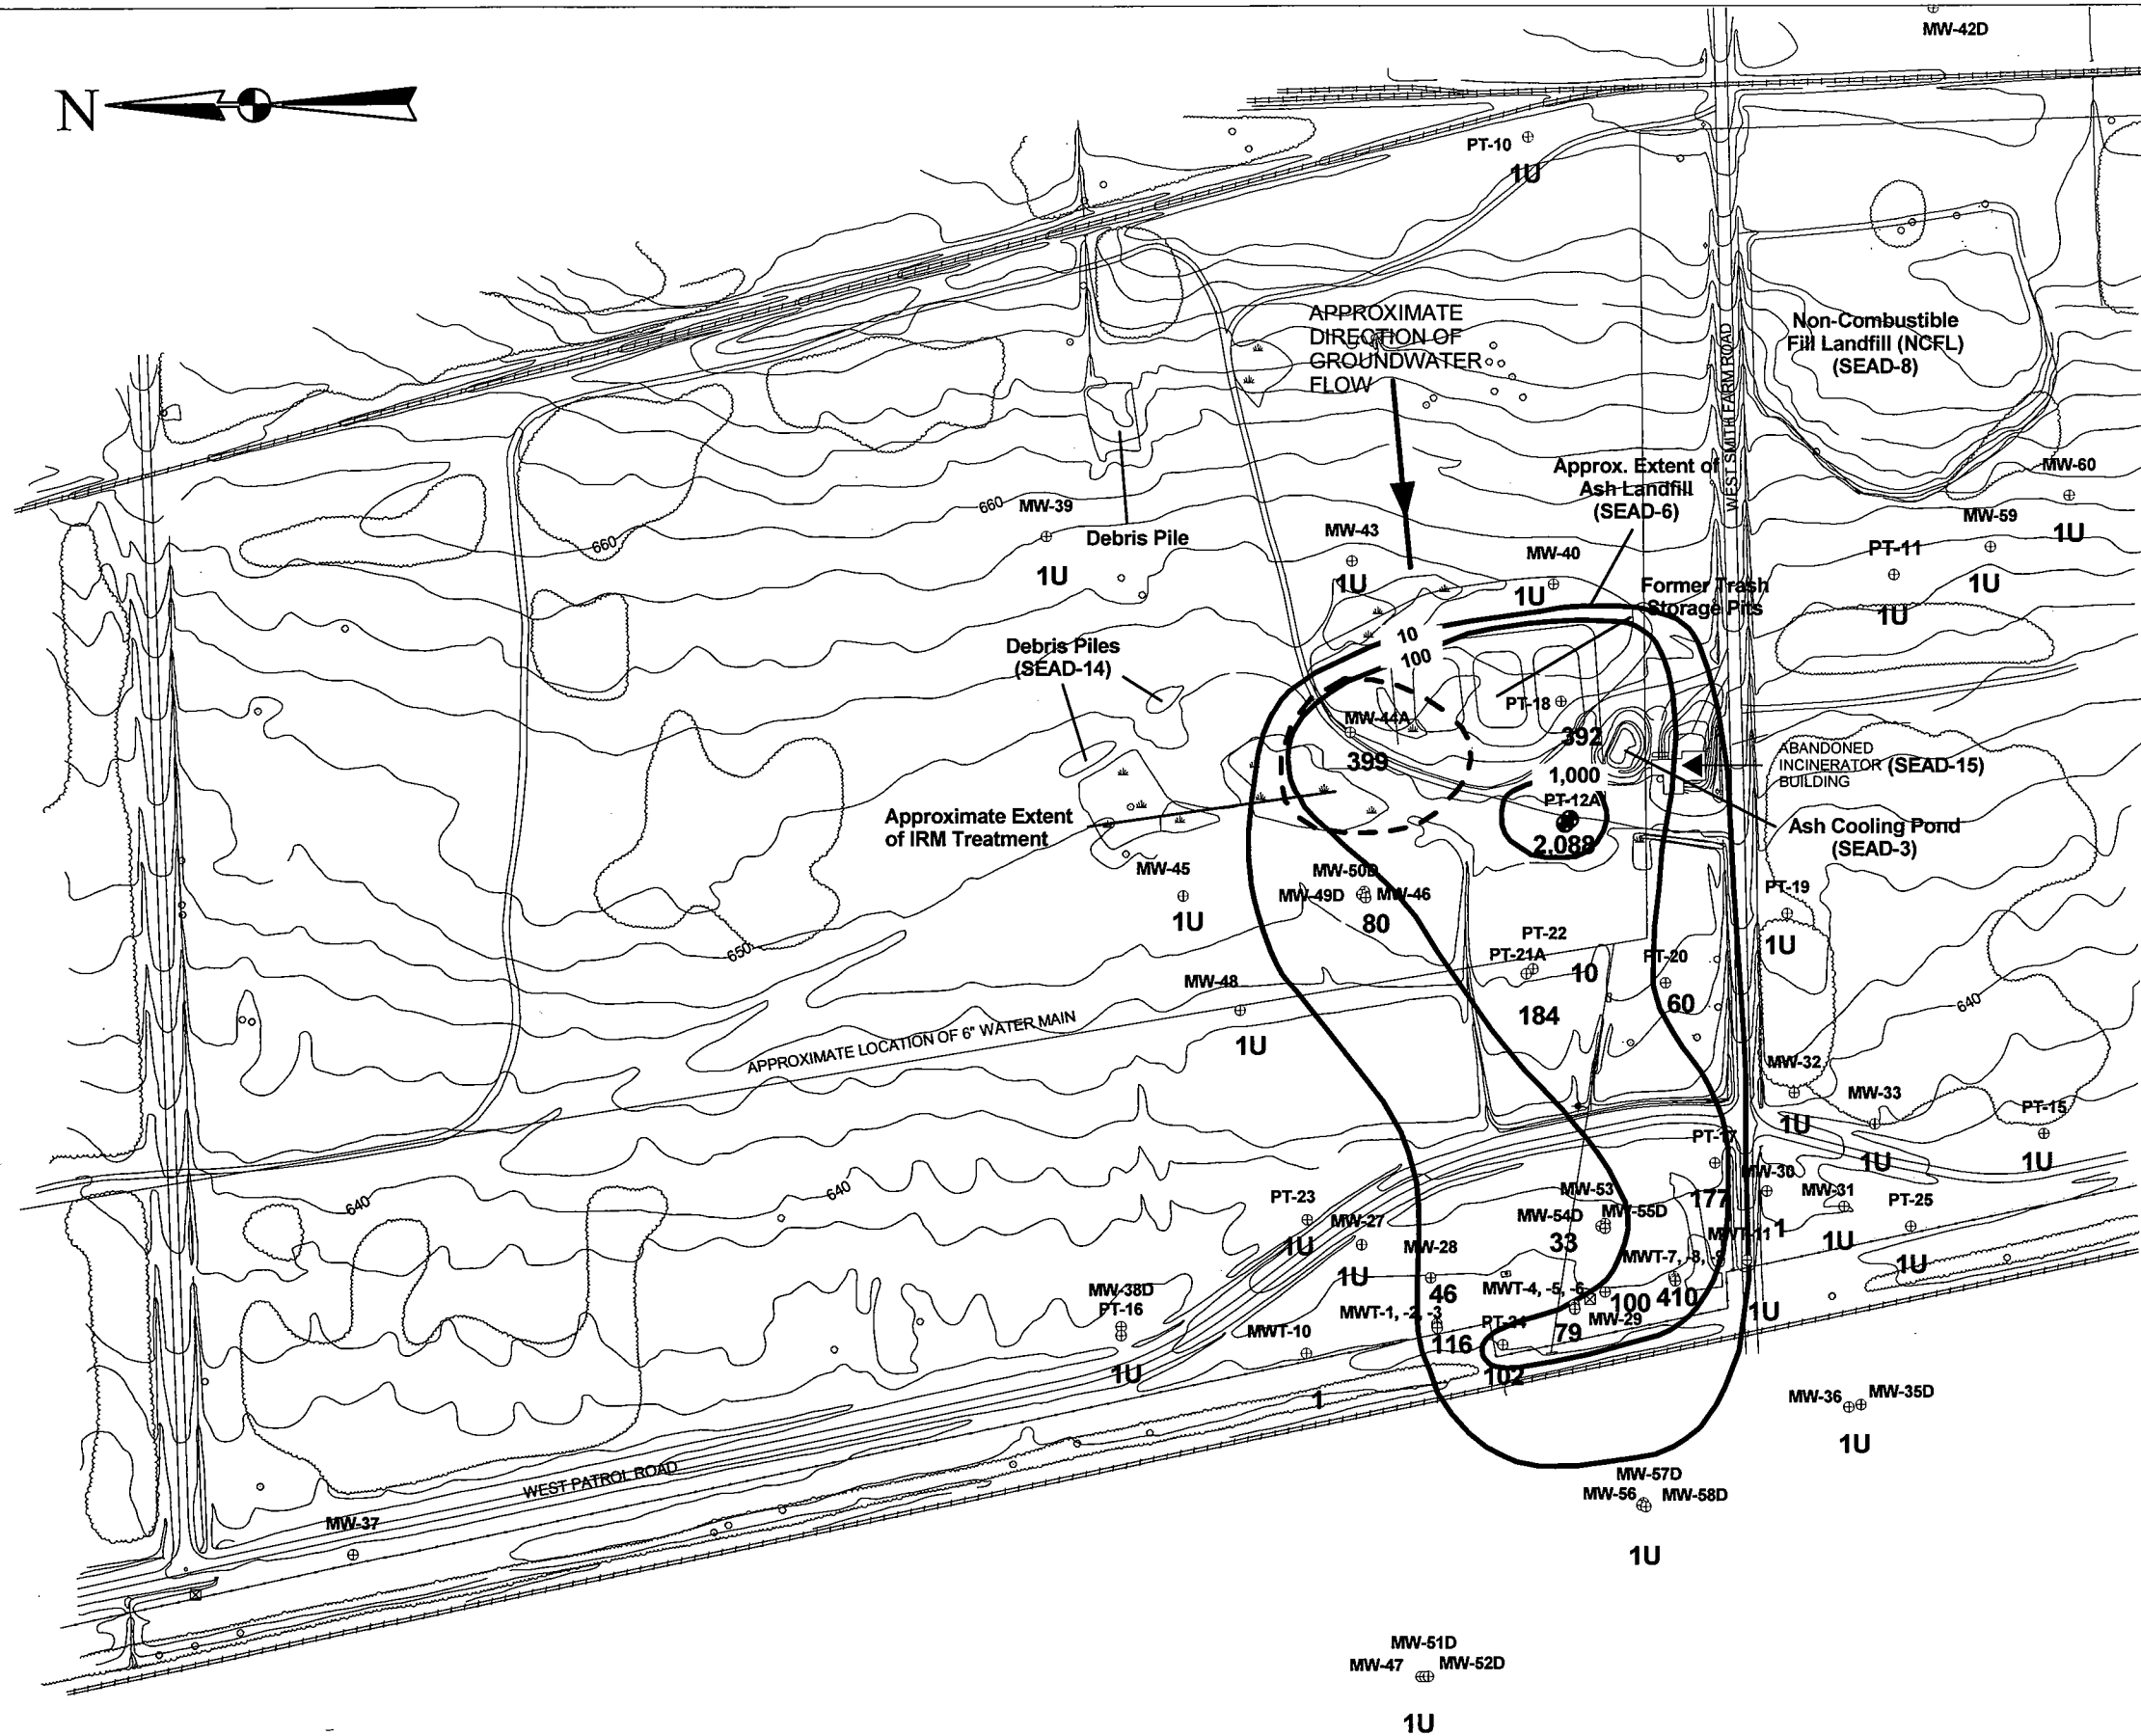 MW-42D
N
PT-10
1U
APPROXIMATE
DIRECTION OF
GROUNDWATER
FLOW
Non-Combustible
Fill Landfill (NCFL)
(SEAD-8)
WEST SMITH FARM ROAD
Approx. Extent of
Ash Landfill
(SEAD-6)
MW-60
1U
660
MW-39
1U
660
Debris Pile
MW-43
1U
MW-40
1U
MW-59
1U
PT-11
1U
Former Trash
Storage Pits
10
100
Debris Piles
(SEAD-14)
PT-18
392
MW-44A
399
1,000
PT-12A
2,088
ABANDONED
INCINERATOR (SEAD-15)
BUILDING
Approximate Extent
of IRM Treatment
Ash Cooling Pond
(SEAD-3)
MW-45
1U
MW-50D
MW-49D
MW-46
80
PT-19
1U
650
PT-22
PT-21A
10
184
PT-20
60
MW-48
1U
640
APPROXIMATE LOCATION OF 6" WATER MAIN
MW-32
1U
MW-33
1U
PT-15
1U
PT-17
177
MW-30
1
MW-31
1U
PT-25
1U
640
640
PT-23
1U
MW-27
1U
MW-28
46
MW-53
MW-54D
MW-55D
33
MWT-11
1U
MWT-7, -8, -9
410
MWT-4, -5, -6
79
100
MW-29
MWT-1, -2, -3
116
PT-24
102
MW-38D
PT-16
1U
MWT-10
1
MW-36
MW-35D
1U
WEST PATROL ROAD
MW-37
MW-57D
MW-56
MW-58D
1U
MW-51D
MW-47
MW-52D
1U